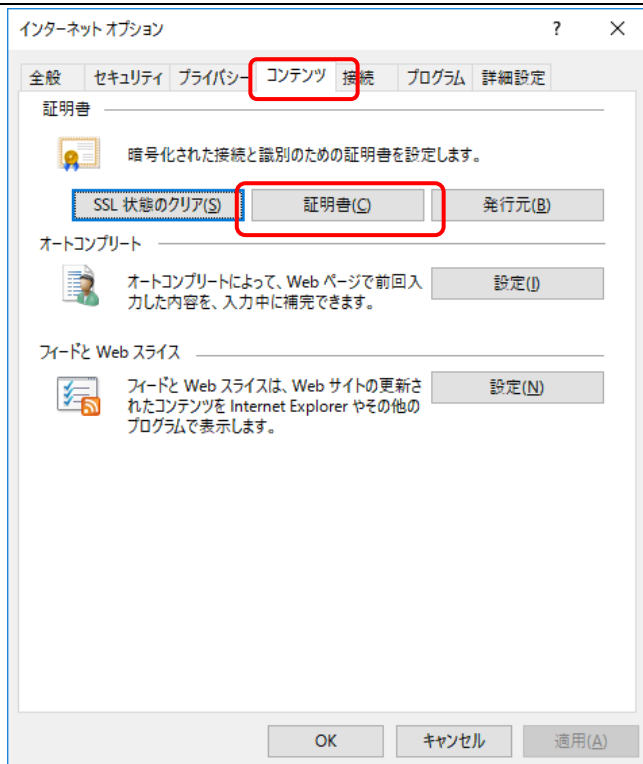 インターネット オプション ? ×
全般 セキュリティ プライバシー コンテンツ 接続 プログラム 詳細設定
証明書
暗号化された接続と識別のための証明書を設定します。
SSL 状態のクリア(S) 証明書(C) 発行元(B)
オートコンプリート
オートコンプリートによって、Web ページで前回入
力した内容を、入力中に補完できます。
設定(I)
フィードと Web スライス
フィードと Web スライスは、Web サイトの更新さ
れたコンテンツを Internet Explorer やその他の
プログラムで表示します。
設定(N)
OK キャンセル 適用(A)